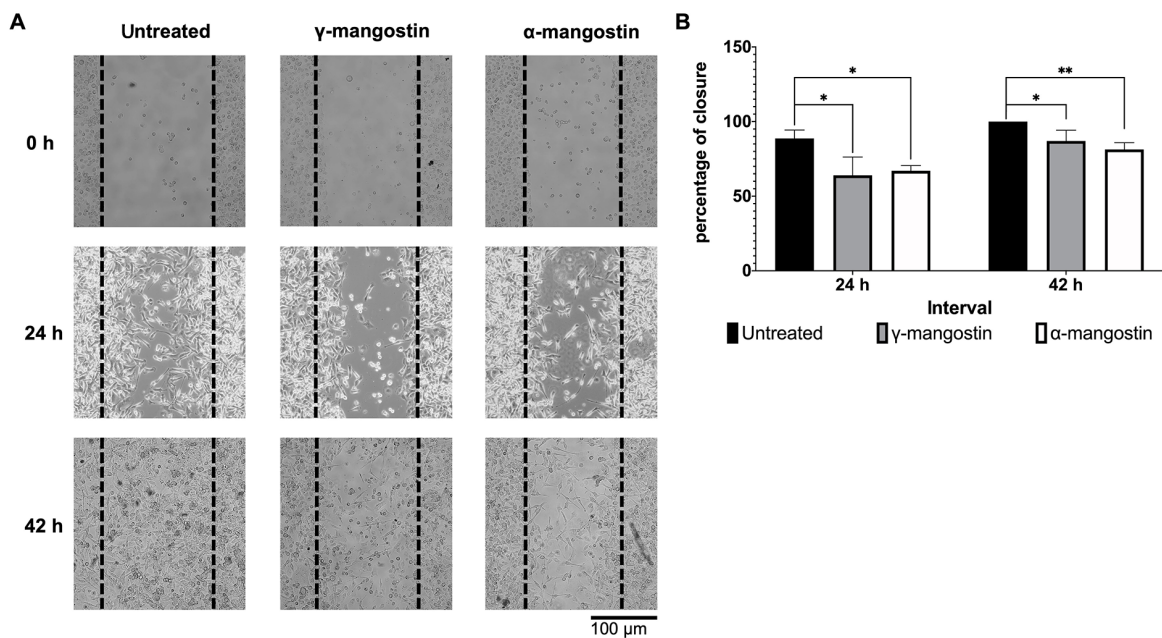 A
Untreated
γ-mangostin
α-mangostin
0 h
24 h
42 h
100 μm
B
percentage of closure
150
100
50
0
*
*
*
**
24 h
42 h
Interval
Untreated
γ-mangostin
α-mangostin